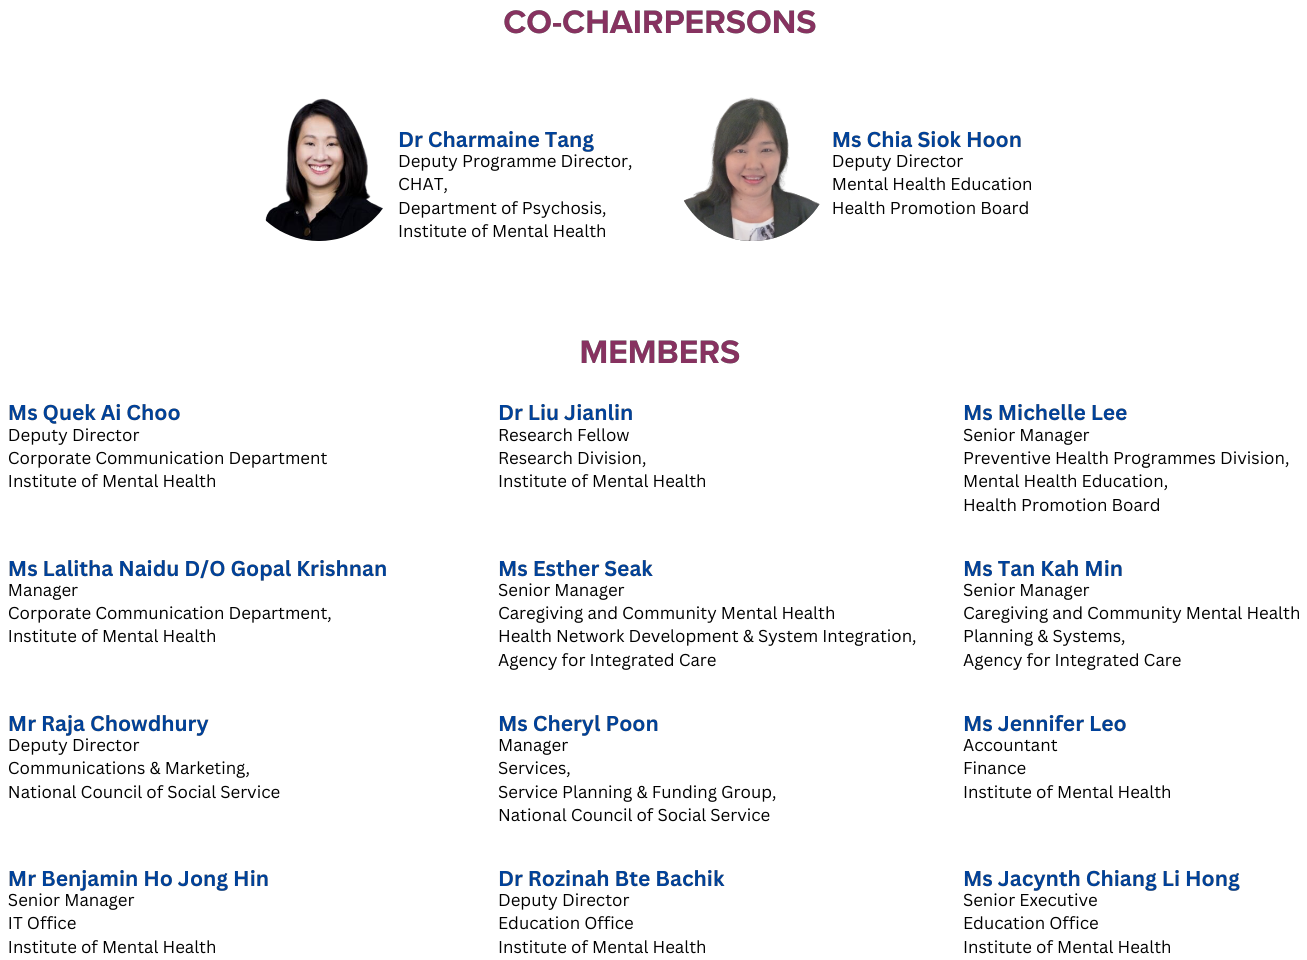 CO-CHAIRPERSONS
Dr Charmaine Tang
Deputy Programme Director,
CHAT,
Department of Psychosis,
Institute of Mental Health
Ms Chia Siok Hoon
Deputy Director
Mental Health Education
Health Promotion Board
MEMBERS
Ms Quek Ai Choo
Deputy Director
Corporate Communication Department
Institute of Mental Health
Dr Liu Jianlin
Research Fellow
Research Division,
Institute of Mental Health
Ms Michelle Lee
Senior Manager
Preventive Health Programmes Division,
Mental Health Education,
Health Promotion Board
Ms Lalitha Naidu D/O Gopal Krishnan
Manager
Corporate Communication Department,
Institute of Mental Health
Ms Esther Seak
Senior Manager
Caregiving and Community Mental Health
Health Network Development & System Integration,
Agency for Integrated Care
Ms Tan Kah Min
Senior Manager
Caregiving and Community Mental Health
Planning & Systems,
Agency for Integrated Care
Mr Raja Chowdhury
Deputy Director
Communications & Marketing,
National Council of Social Service
Ms Cheryl Poon
Manager
Services,
Service Planning & Funding Group,
National Council of Social Service
Ms Jennifer Leo
Accountant
Finance
Institute of Mental Health
Mr Benjamin Ho Jong Hin
Senior Manager
IT Office
Institute of Mental Health
Dr Rozinah Bte Bachik
Deputy Director
Education Office
Institute of Mental Health
Ms Jacynth Chiang Li Hong
Senior Executive
Education Office
Institute of Mental Health